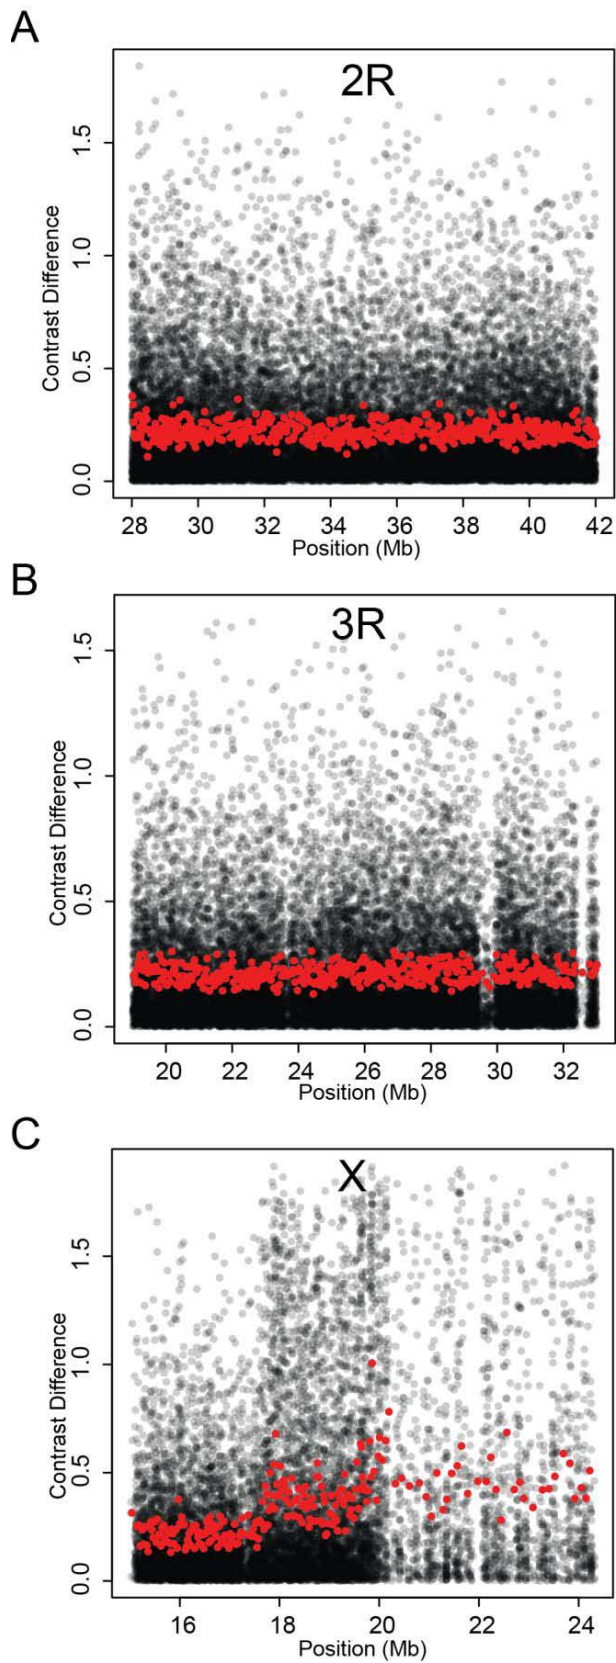 A
2R
Contrast Difference
1.5
1.0
0.5
0.0
28 30 32 34 36 38 40 42
Position (Mb)
B
3R
Contrast Difference
1.5
1.0
0.5
0.0
20 22 24 26 28 30 32
Position (Mb)
C
X
Contrast Difference
1.5
1.0
0.5
0.0
16 18 20 22 24
Position (Mb)